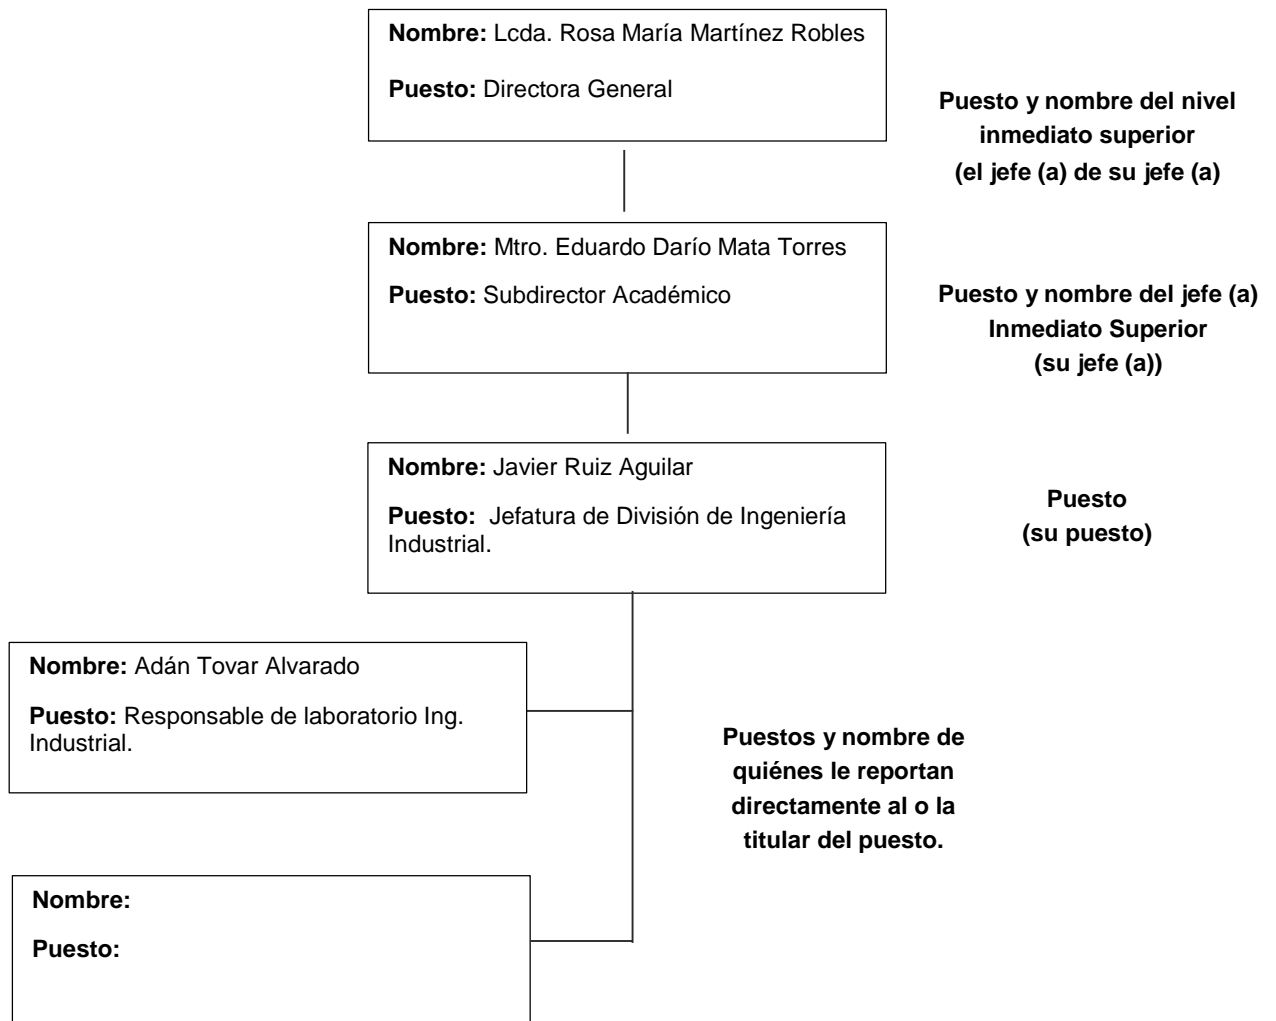 Nombre: Lcda. Rosa María Martínez Robles
Puesto: Directora General
Puesto y nombre del nivel
inmediato superior
(el jefe (a) de su jefe (a)
Nombre: Mtro. Eduardo Darío Mata Torres
Puesto: Subdirector Académico
Puesto y nombre del jefe (a)
Inmediato Superior
(su jefe (a))
Nombre: Javier Ruiz Aguilar
Puesto: Jefatura de División de Ingeniería
Industrial.
Puesto
(su puesto)
Nombre: Adán Tovar Alvarado
Puesto: Responsable de laboratorio Ing.
Industrial.
Puestos y nombre de
quiénes le reportan
directamente al o la
titular del puesto.
Nombre:
Puesto: